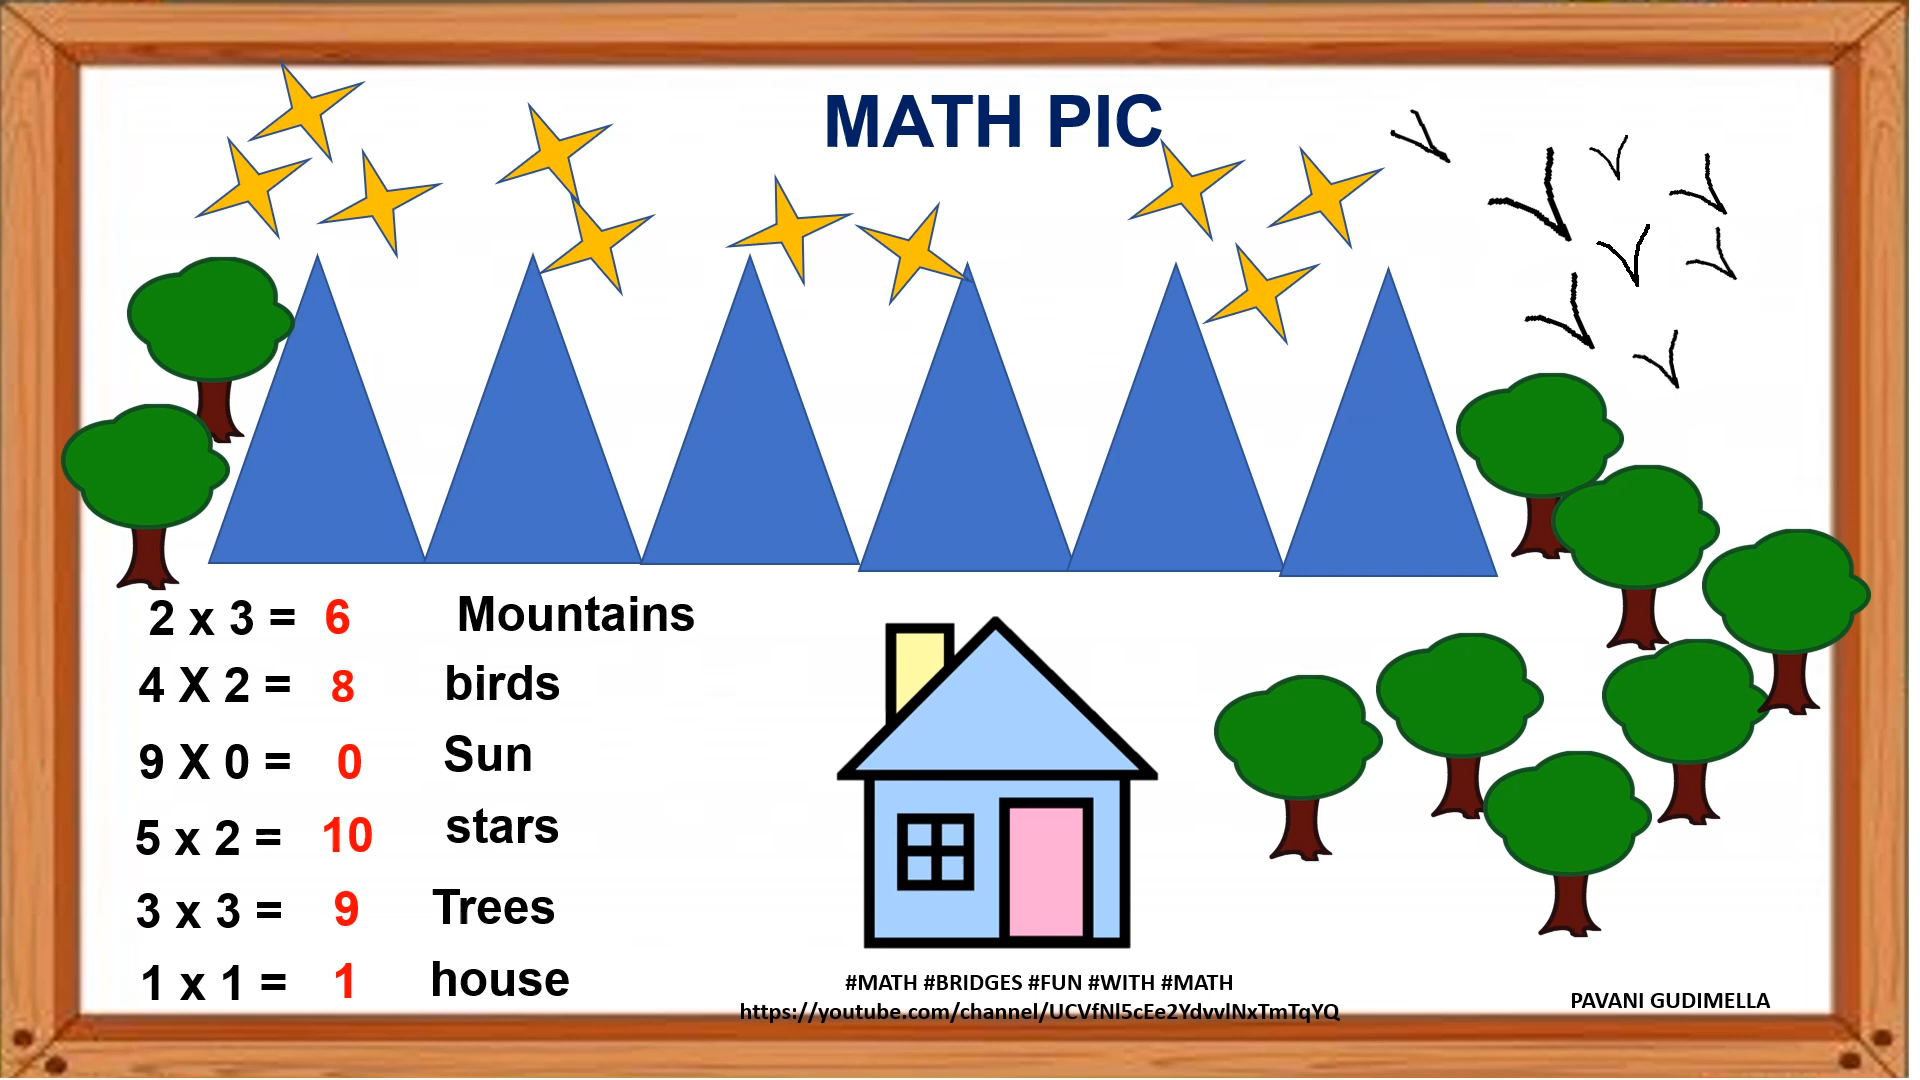 MATH PIC
2 x 3 = 6 Mountains
4 X 2 = 8 birds
9 X 0 = 0 Sun
5 x 2 = 10 stars
3 x 3 = 9 Trees
1 x 1 = 1 house
#MATH #BRIDGES #FUN #WITH #MATH
https://youtube.com/channel/UCVfNl5cEe2YdvvlNxTmTqYQ
PAVANI GUDIMELLA